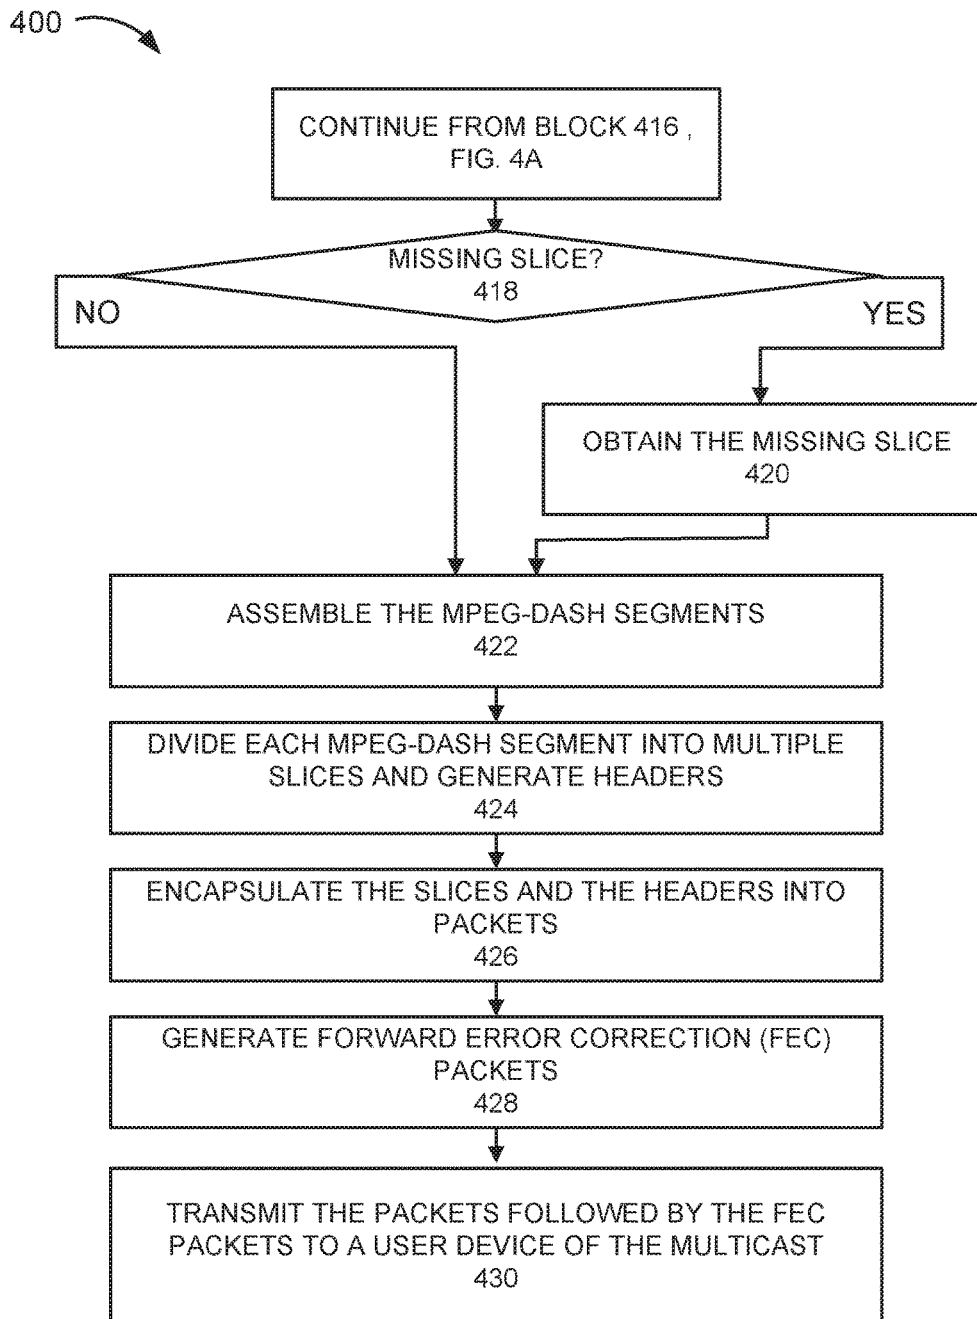 400
CONTINUE FROM BLOCK 416 ,
FIG. 4A
MISSING SLICE?
418
NO
YES
OBTAIN THE MISSING SLICE
420
ASSEMBLE THE MPEG-DASH SEGMENTS
422
DIVIDE EACH MPEG-DASH SEGMENT INTO MULTIPLE
SLICES AND GENERATE HEADERS
424
ENCAPSULATE THE SLICES AND THE HEADERS INTO
PACKETS
426
GENERATE FORWARD ERROR CORRECTION (FEC)
PACKETS
428
TRANSMIT THE PACKETS FOLLOWED BY THE FEC
PACKETS TO A USER DEVICE OF THE MULTICAST
430